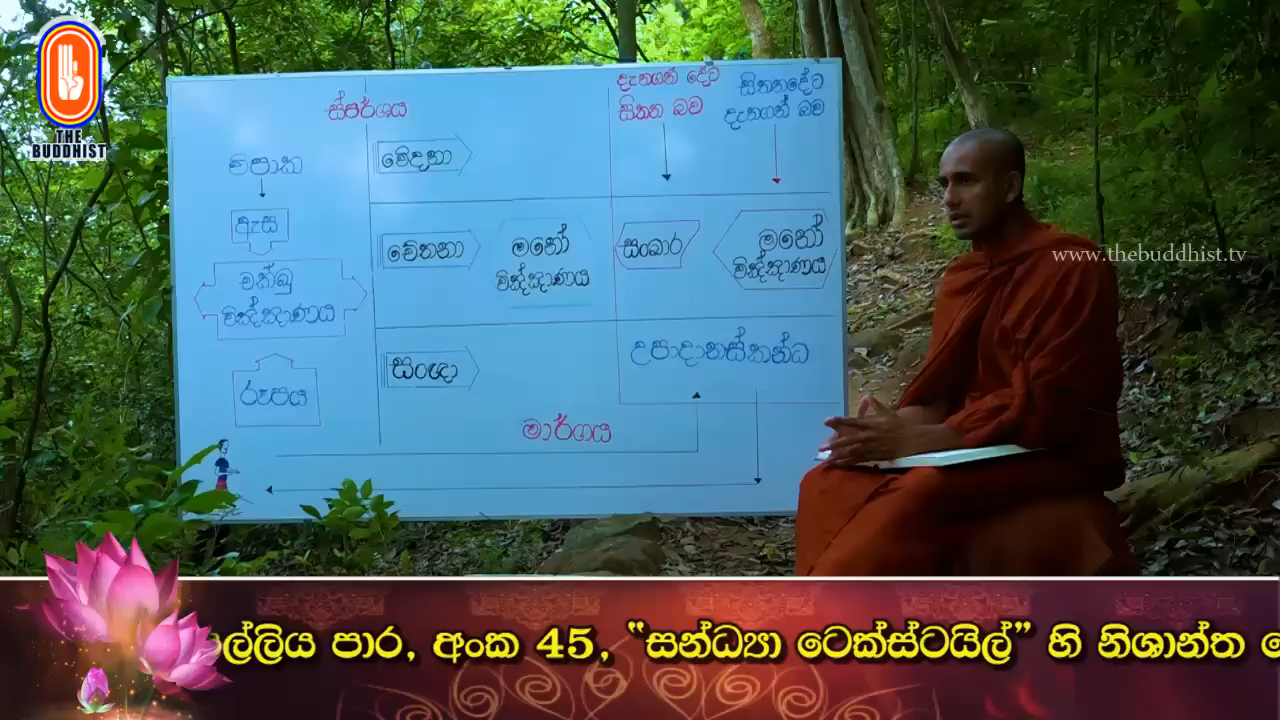 THE
BUDDHIST
www.thebuddhist.tv
ස්පර්ශය
දැනගත් දේට
සිතන බව
සිතනදේට
දැනගත් බව
විපාක
වේදනා
ඇස
චේතනා
මනෝ
විඤ්ඤාණය
සංඛාර
මනෝ
විඤ්ඤාණය
චක්ඛු
විඤ්ඤාණය
සංඥා
උපාදානස්කන්ධ
රූපය
මාර්ගය
ල්ලිය පාර, අංක 45, "සන්ධ්‍යා ටෙක්ස්ටයිල්" හි නිශාන්ත